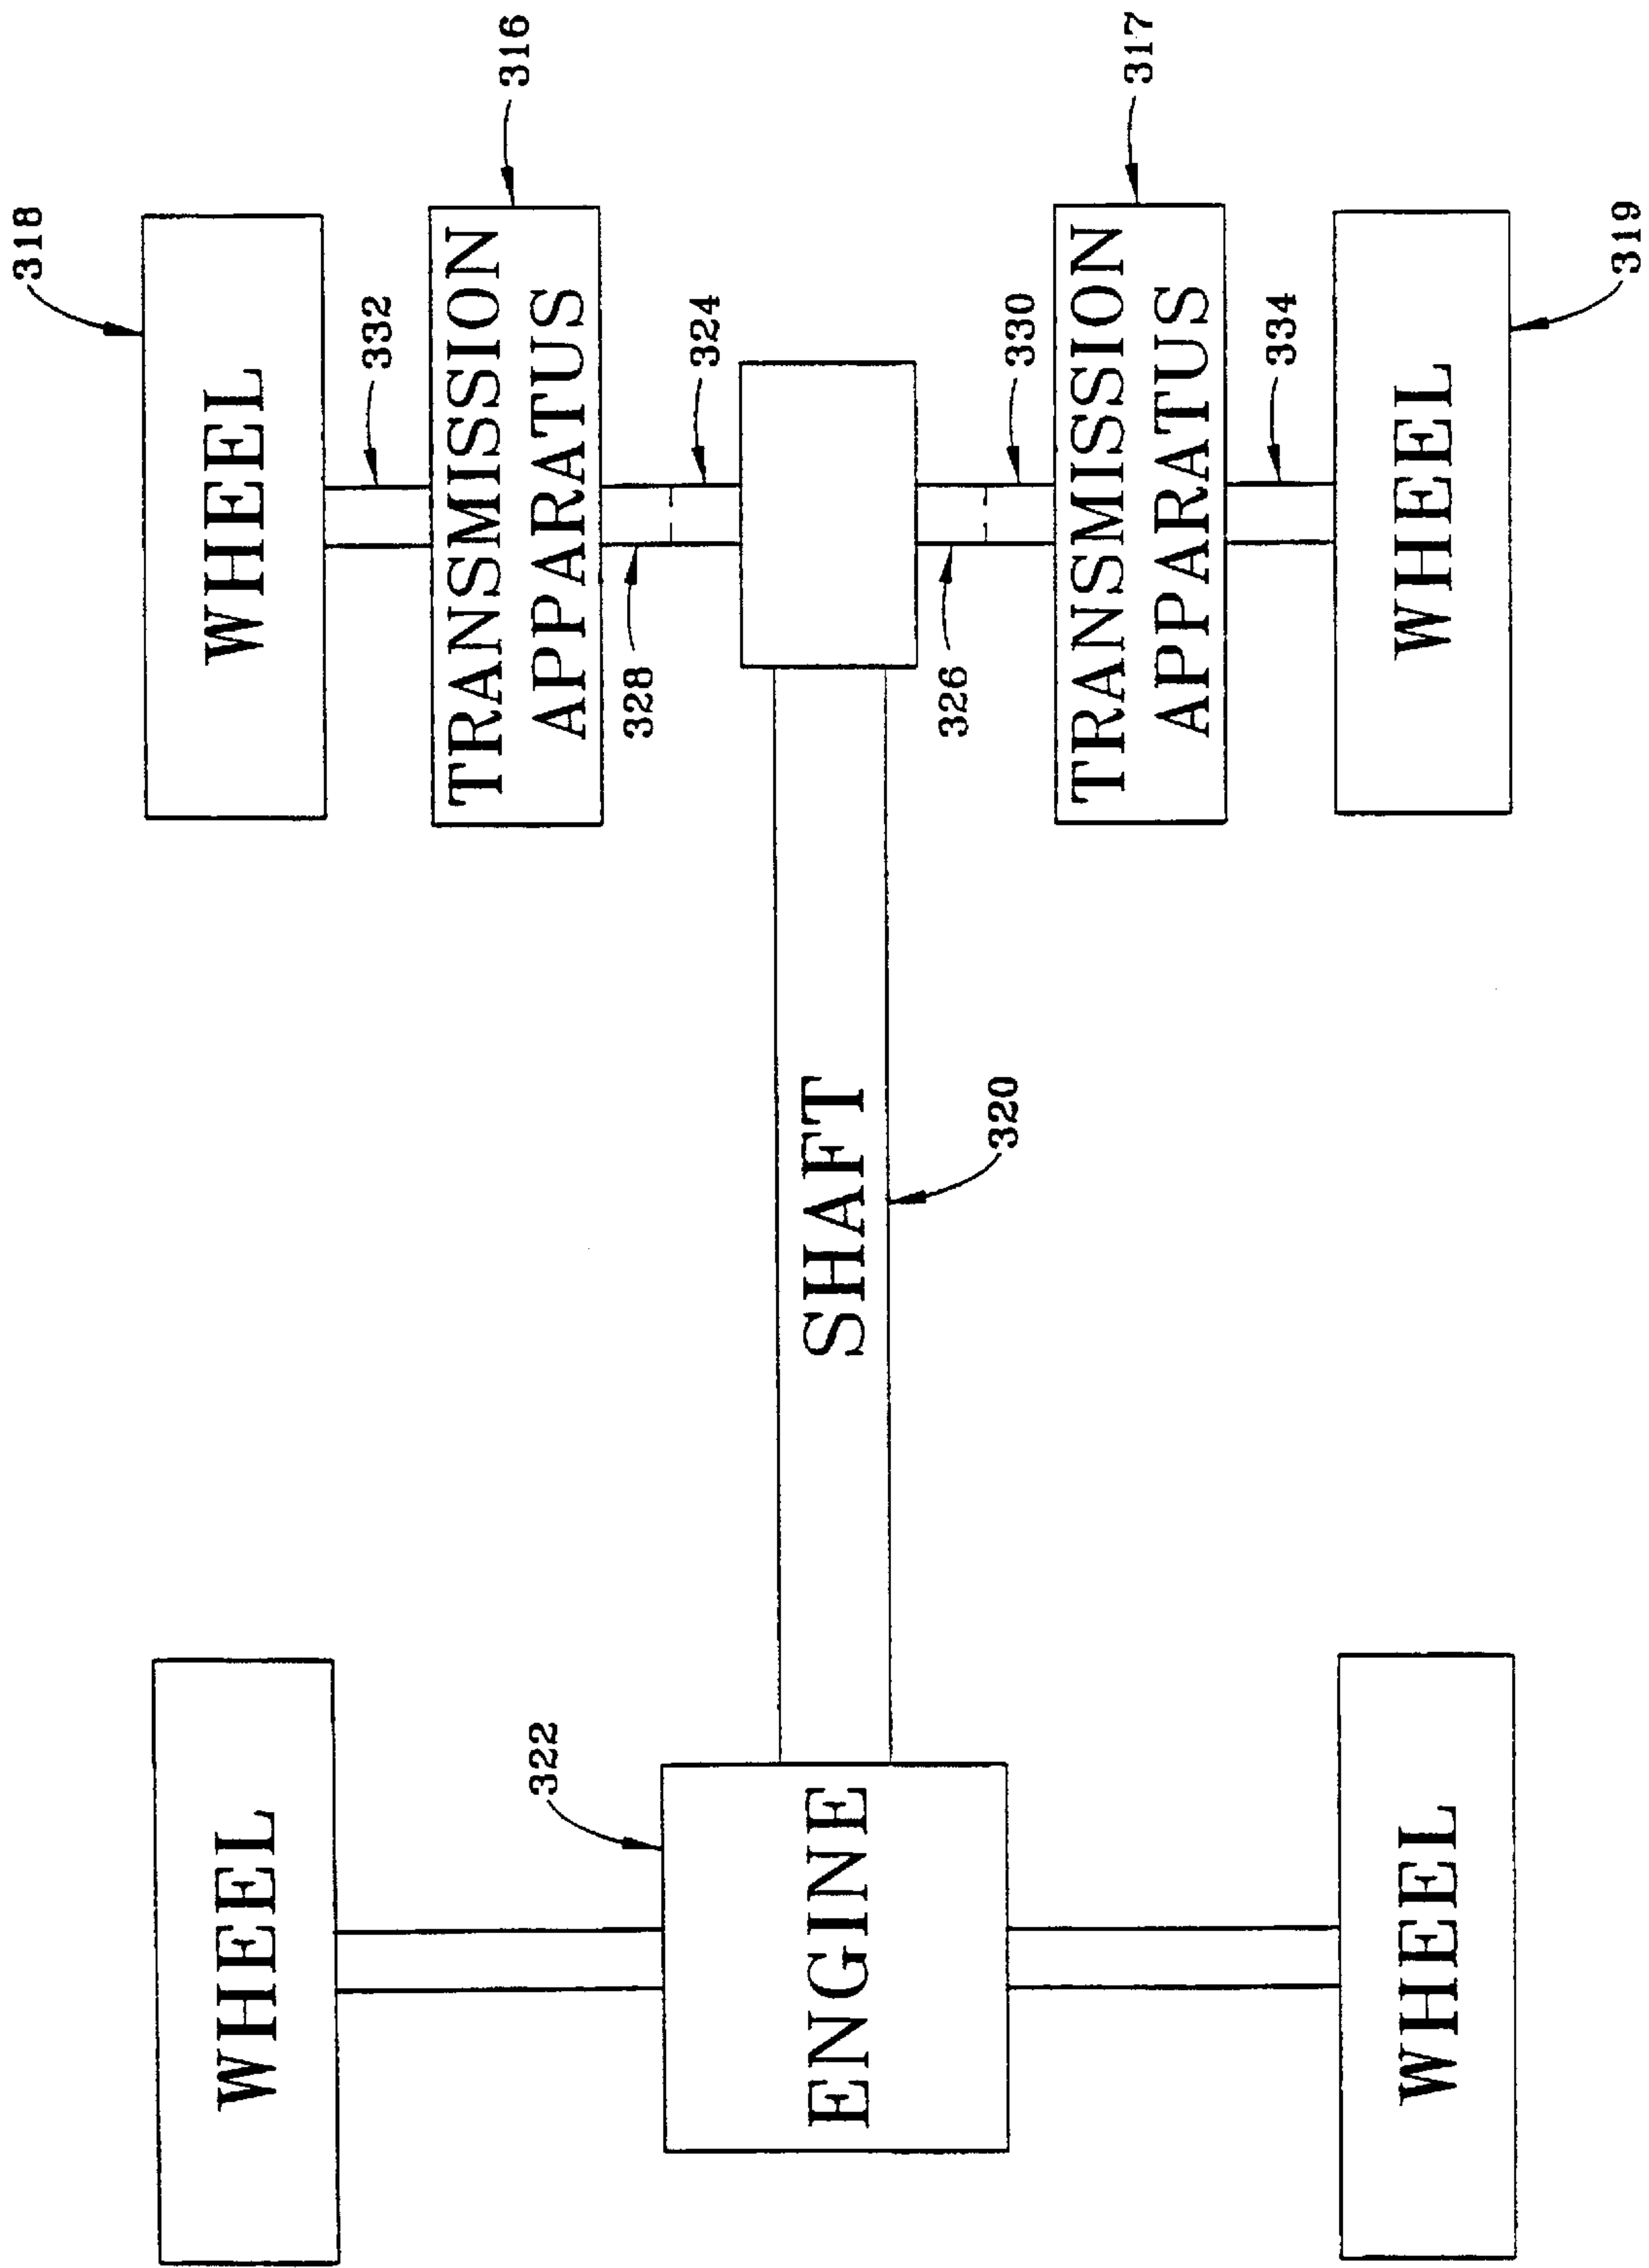 318
WHEEL
332
316
TRANSMISSION
APPARATUS
328
324
SHAFT
320
326
330
317
TRANSMISSION
APPARATUS
334
WHEEL
319
WHEEL
322
ENGINE
WHEEL